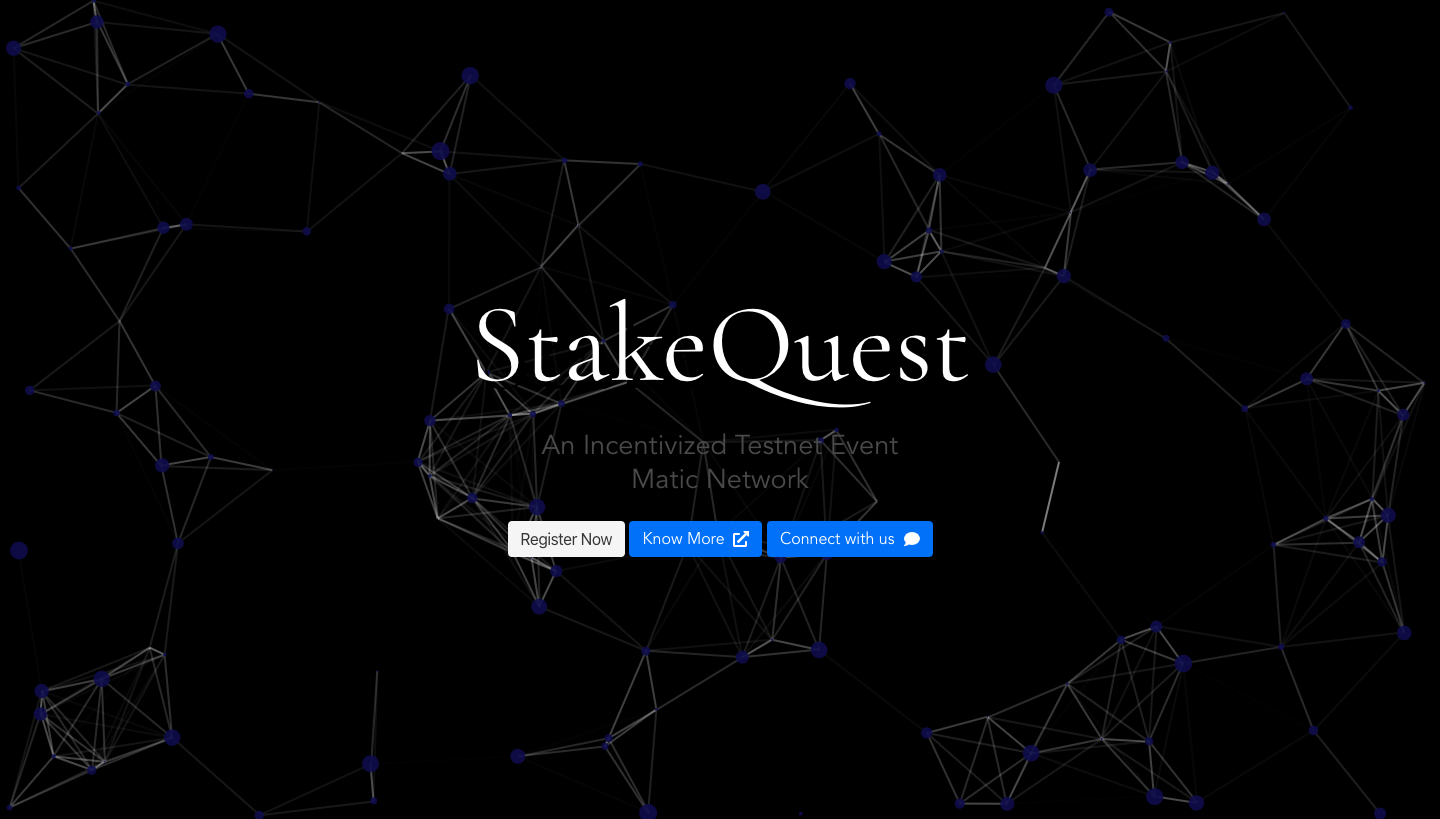 StakeQuest
An Incentivized Testnet Event
Matic Network
Register Now Know More Connect with us